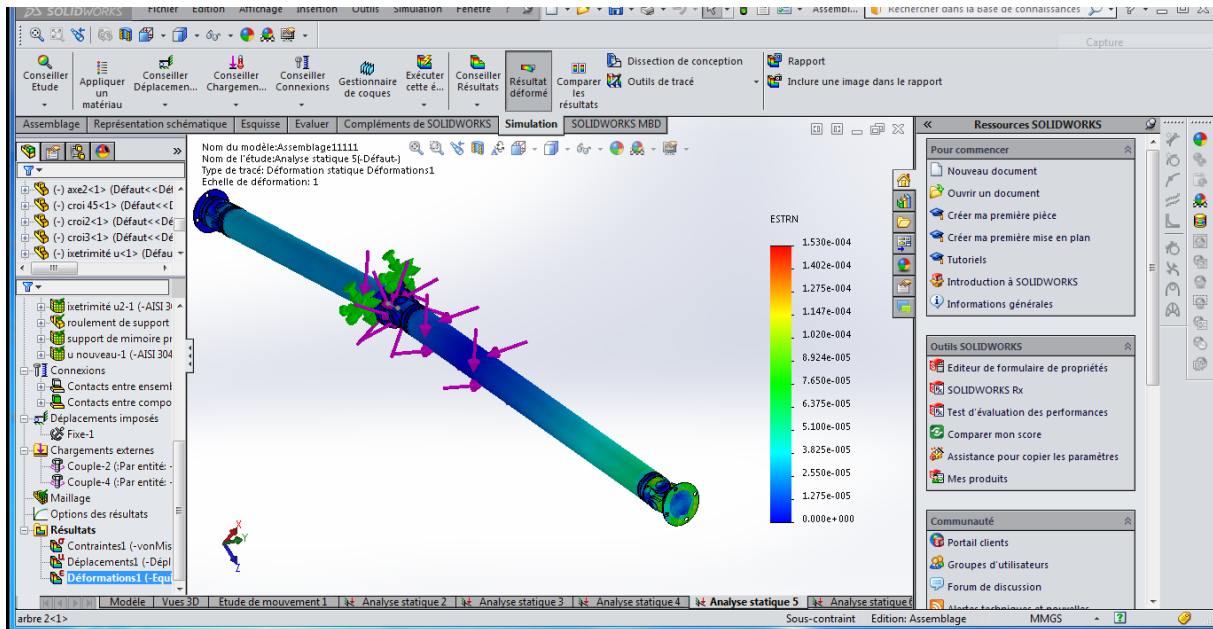 SOLIDWORKS Fichier Edition Affichage Insertion Outils Simulation Fenêtre ? Assembl... Rechercher dans la base de connaissances
Capture
Conseiller Etude
Appliquer un matériau
Conseiller Déplacemen...
Conseiller Chargemen...
Conseiller Connexions
Gestionnaire de coques
Exécuter cette é...
Conseiller Résultats
Résultat déformé
Comparer les résultats
Dissection de conception
Outils de tracé
Rapport
Inclure une image dans le rapport
Assemblage Représentation schématique Esquisse Evaluer Compléments de SOLIDWORKS Simulation SOLIDWORKS MBD
(-) axe2<1> (Défaut<<Déf
(-) croi 45<1> (Défaut<<D
(-) croi2<1> (Défaut<<Dé
(-) croi3<1> (Défaut<<Dé
(-) ixetrimité u<1> (Défau
ixetrimité u2-1 (-AISI 3
roulement de support
support de mimoire pr
u nouveau-1 (-AISI 304
Connexions
Contacts entre ensemb
Contacts entre compo
Déplacements imposés
Fixe-1
Chargements externes
Couple-2 (:Par entité: -
Couple-4 (:Par entité: -
Maillage
Options des résultats
Résultats
Contraintes1 (-vonMis
Déplacements1 (-Dépl
Déformations1 (-Equi
Nom du modèle:Assemblage11111
Nom de l'étude:Analyse statique 5(-Défaut-)
Type de tracé: Déformation statique Déformations1
Echelle de déformation: 1
X
Y
Z
ESTRN
1.530e-004
1.402e-004
1.275e-004
1.147e-004
1.020e-004
8.924e-005
7.650e-005
6.375e-005
5.100e-005
3.825e-005
2.550e-005
1.275e-005
0.000e+000
Ressources SOLIDWORKS
Pour commencer
Nouveau document
Ouvrir un document
Créer ma première pièce
Créer ma première mise en plan
Tutoriels
Introduction à SOLIDWORKS
Informations générales
Outils SOLIDWORKS
Editeur de formulaire de propriétés
SOLIDWORKS Rx
Test d'évaluation des performances
Comparer mon score
Assistance pour copier les paramètres
Mes produits
Communauté
Portail clients
Groupes d'utilisateurs
Forum de discussion
Alertes techniques et nouvelles
Modèle Vues 3D Etude de mouvement 1 Analyse statique 2 Analyse statique 3 Analyse statique 4 Analyse statique 5 Analyse statique 6
arbre 2<1> Sous-contraint Edition: Assemblage MMGS